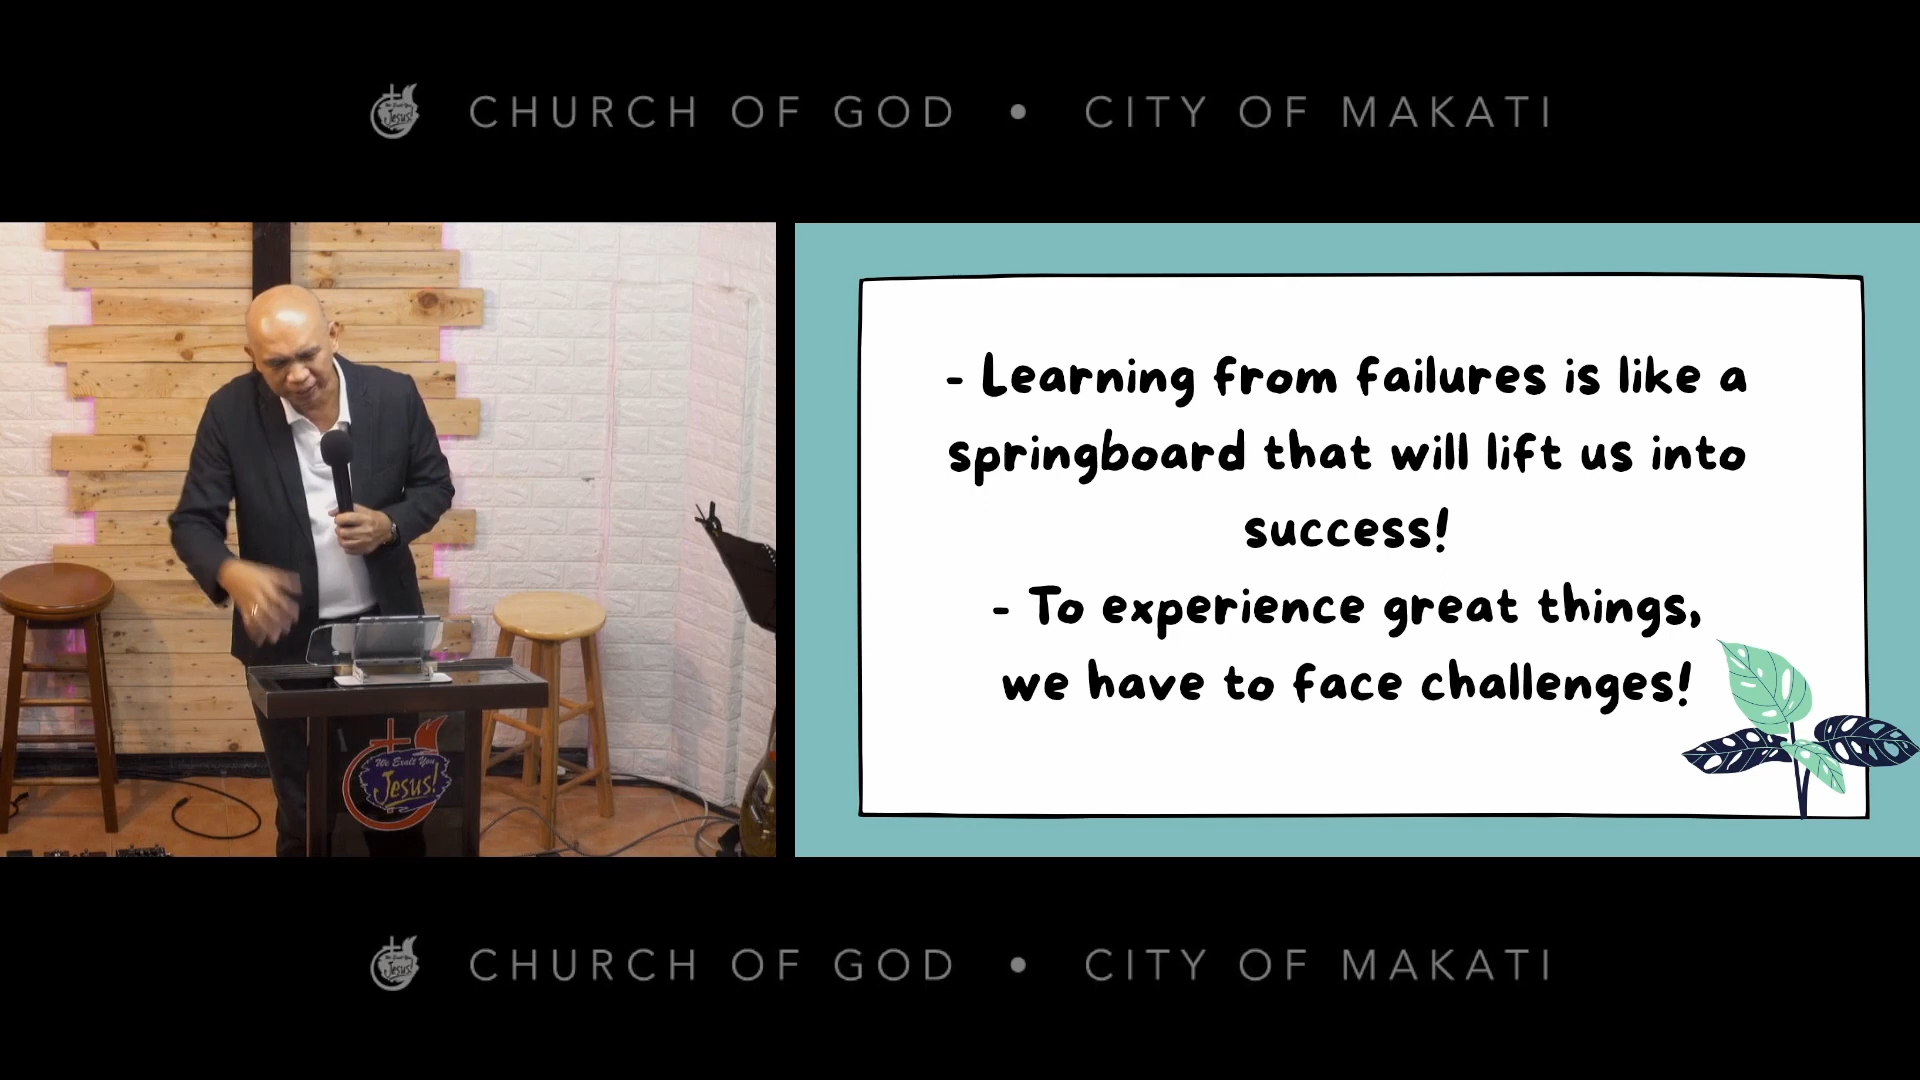 CHURCH OF GOD • CITY OF MAKATI
- Learning from failures is like a
springboard that will lift us into
success!
- To experience great things,
we have to face challenges!
We Exalt You
Jesus!
CHURCH OF GOD • CITY OF MAKATI